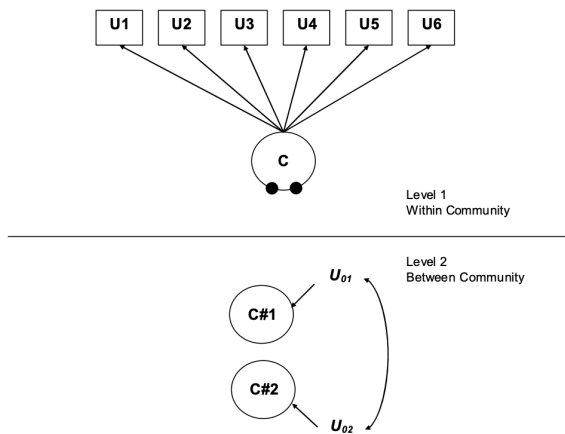 U1 U2 U3 U4 U5 U6
C
Level 1
Within Community
Level 2
Between Community
U01
C#1
C#2
U02